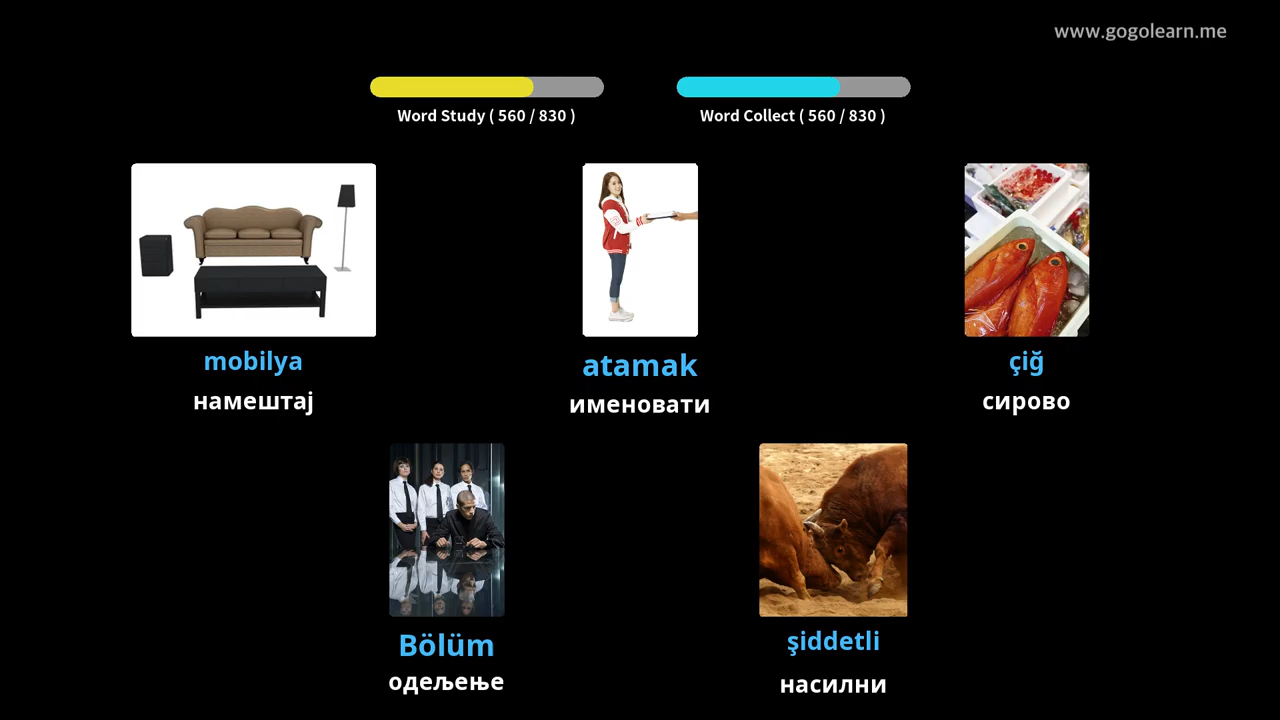 www.gogolearn.me
Word Study ( 560 / 830 )
Word Collect ( 560 / 830 )
mobilya
намештај
atamak
именовати
çiğ
сирово
Bölüm
одељење
şiddetli
насилни